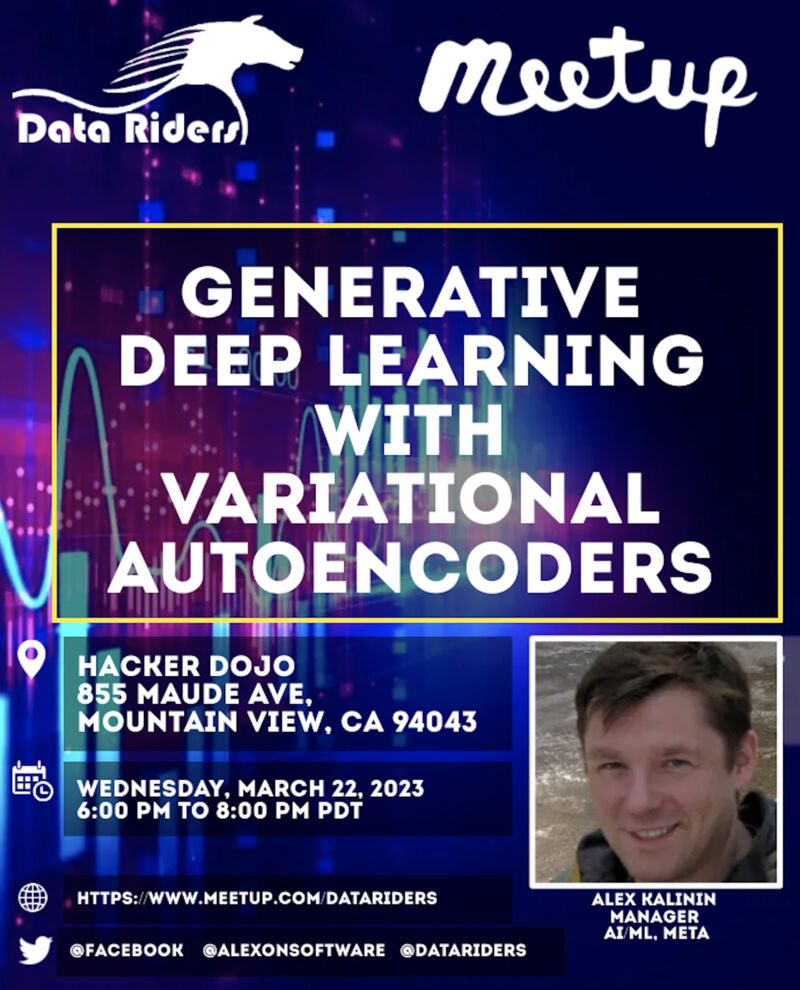 Data Riders
Meetup
GENERATIVE
DEEP LEARNING
WITH
VARIATIONAL
AUTOENCODERS
HACKER DOJO
855 MAUDE AVE,
MOUNTAIN VIEW, CA 94043
WEDNESDAY, MARCH 22, 2023
6:00 PM TO 8:00 PM PDT
HTTPS://WWW.MEETUP.COM/DATARIDERS
@FACEBOOK @ALEXONSOFTWARE @DATARIDERS
ALEX KALININ
MANAGER
AI/ML, META